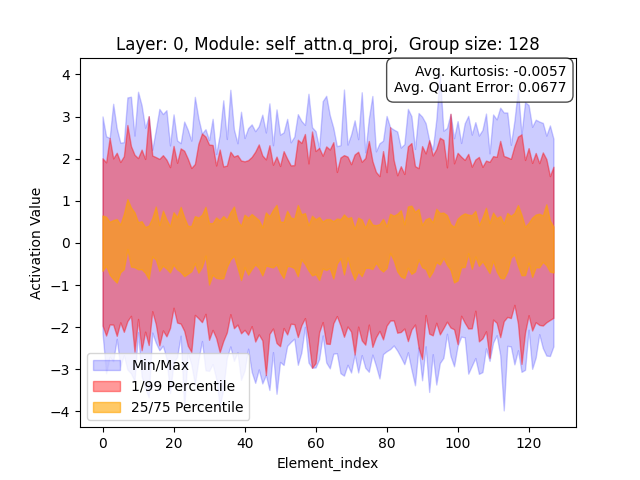 Layer: 0, Module: self_attn.q_proj,  Group size: 128
Avg. Kurtosis: -0.0057
Avg. Quant Error: 0.0677
4
3
2
1
0
−1
−2
−3
−4
Activation Value
Min/Max
1/99 Percentile
25/75 Percentile
0 20 40 60 80 100 120
Element_index